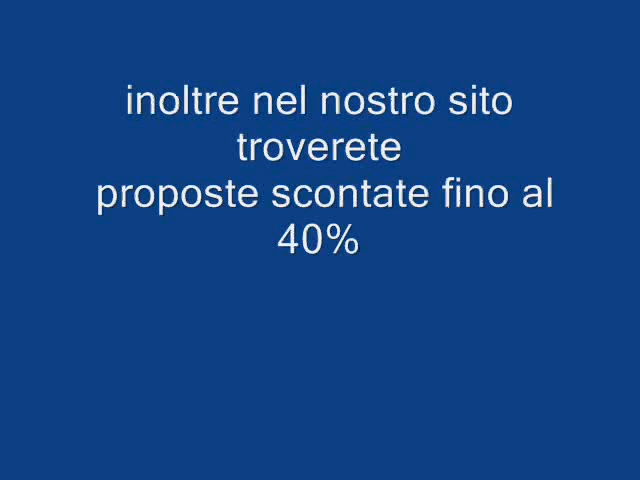 inoltre nel nostro sito
troverete
proposte scontate fino al
40%